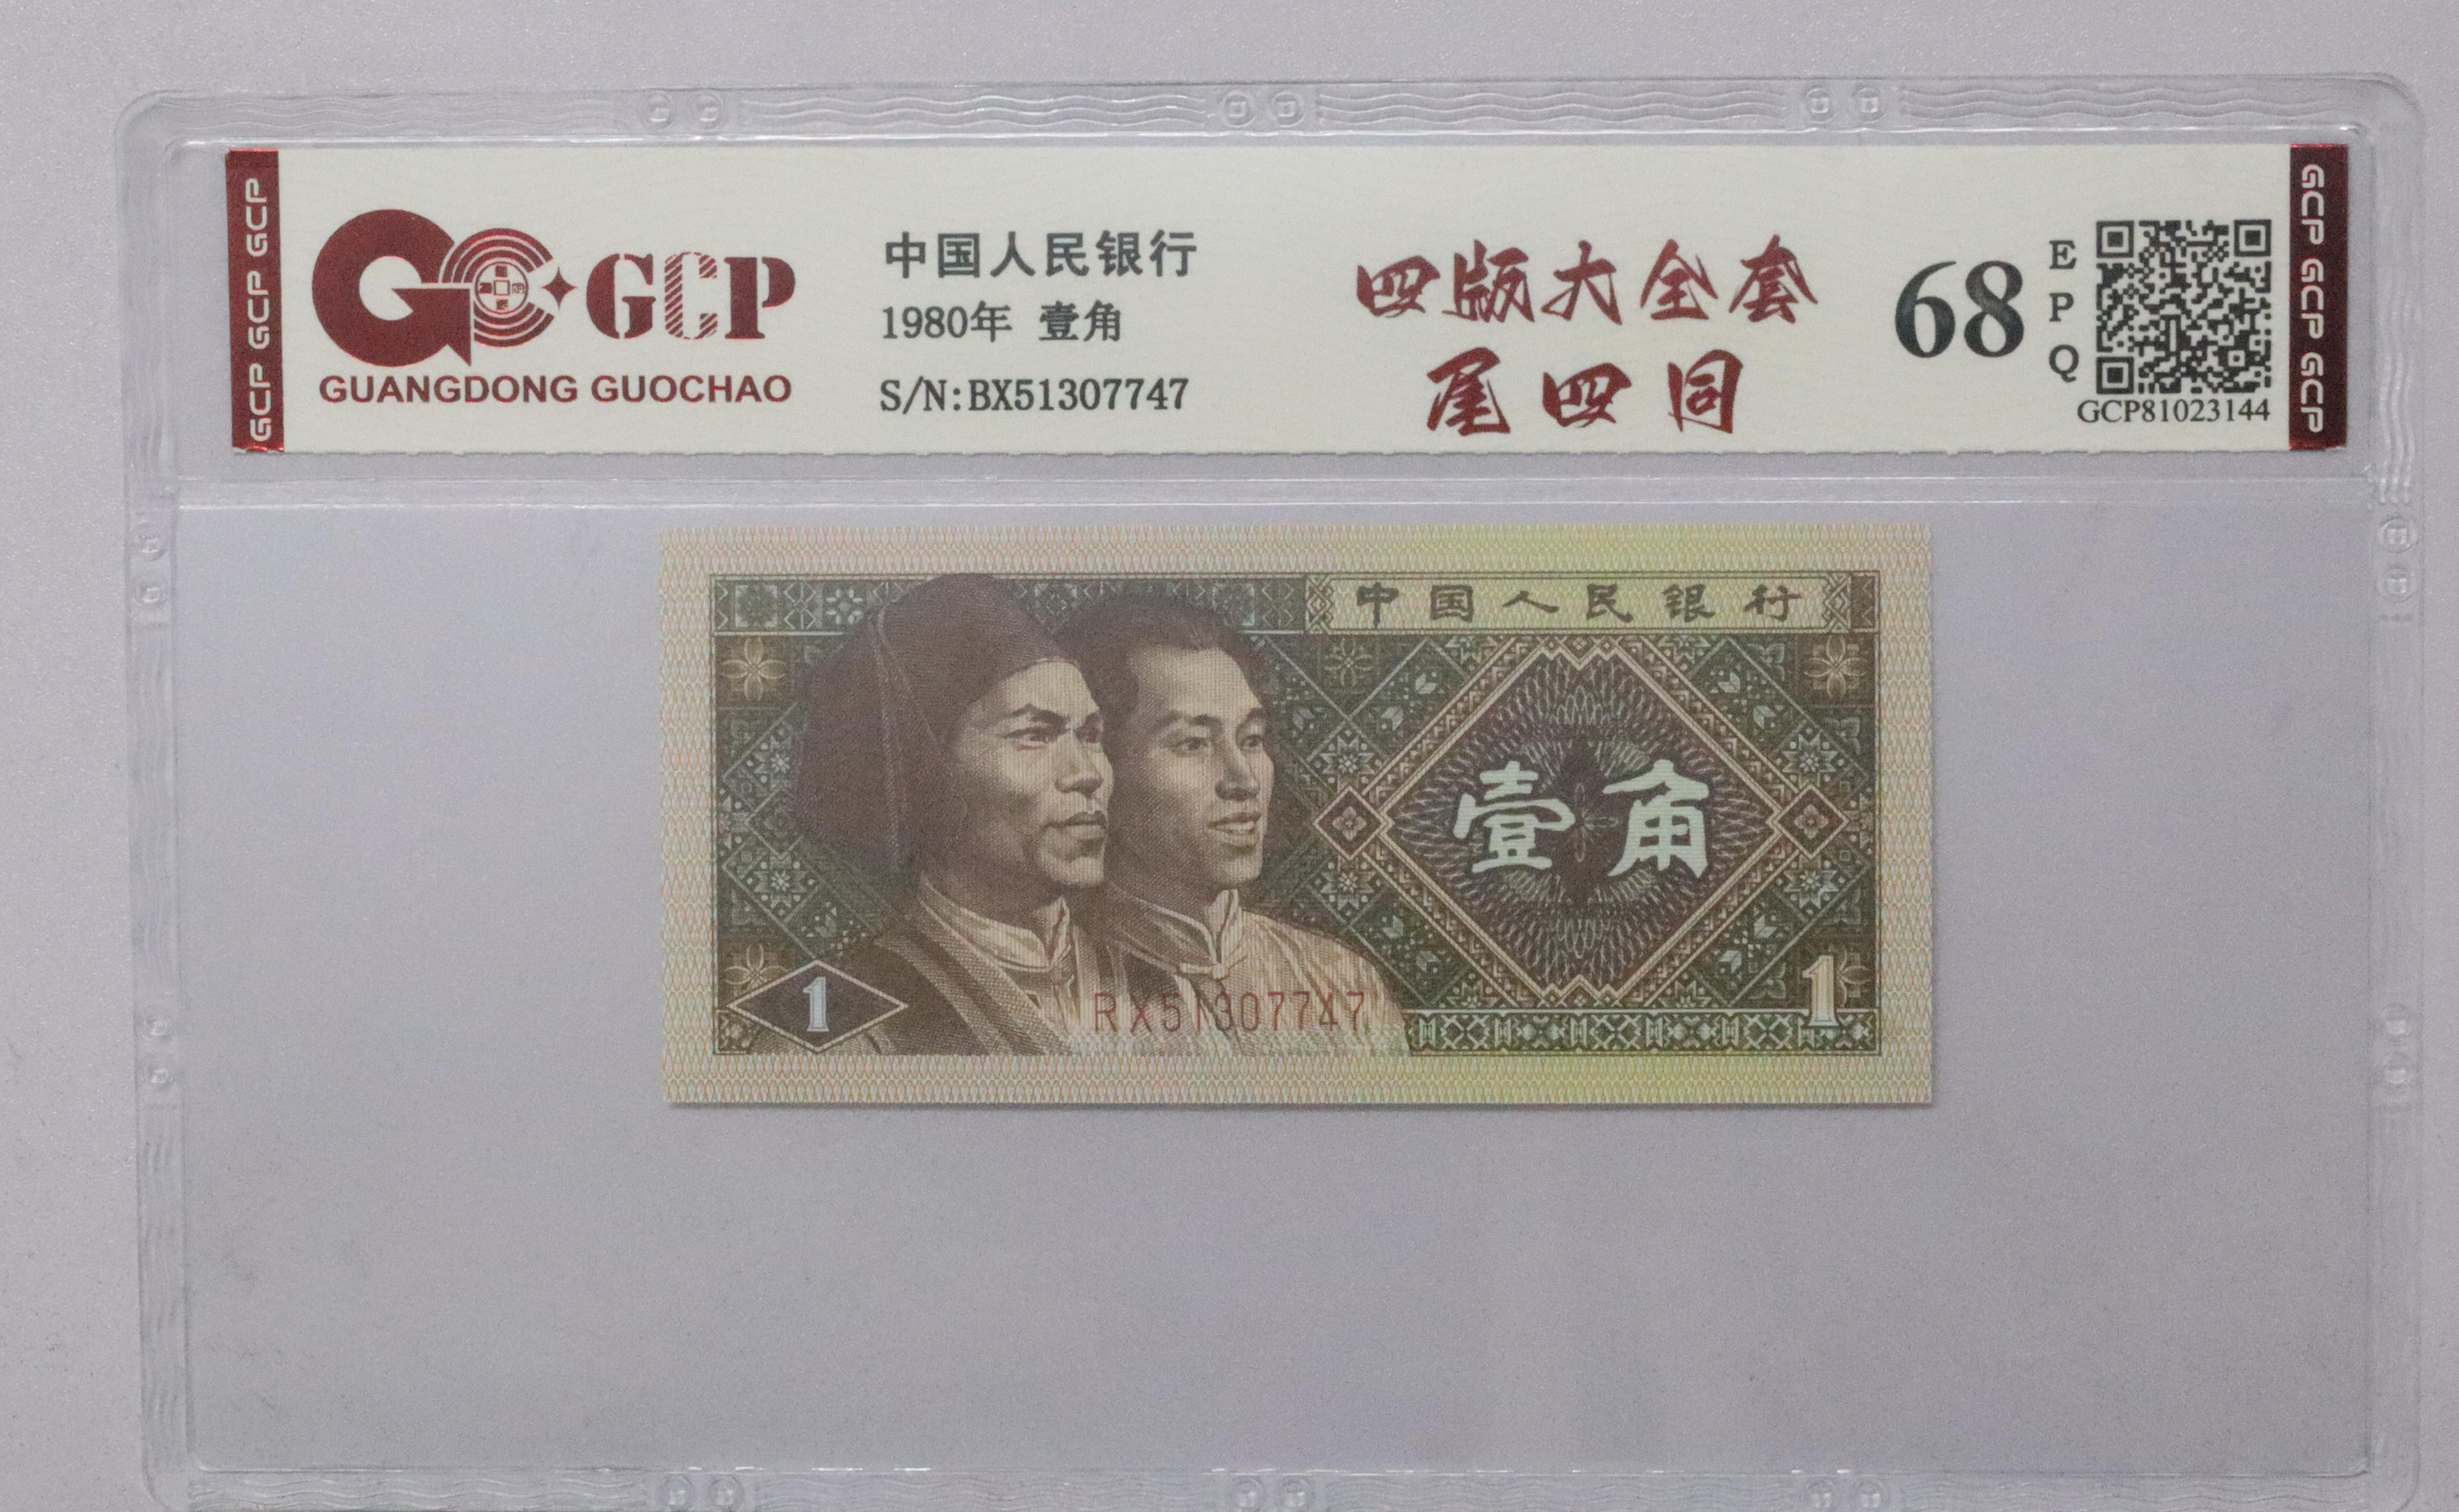 GCP GCP GCP
GCP
GUANGDONG GUOCHAO
中国人民银行
1980年 壹角
S/N:BX51307747
四版大全套
尾四同
68
EPQ
GCP81023144
GCP GCP GCP
中国人民银行
壹角
1
RX51307747
1